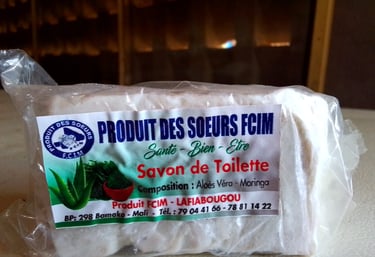 PRODUIT DES SOEURS
F.C.I.M
PRODUIT DES SOEURS FCIM
Santé - Bien - Etre
Savon de Toilette
Composition : Aloès Véro - Moringa
Produit FCIM - LAFIABOUGOU
BP: 298 Bamako - Mali - Tél. : 79 04 41 66 - 78 81 14 22